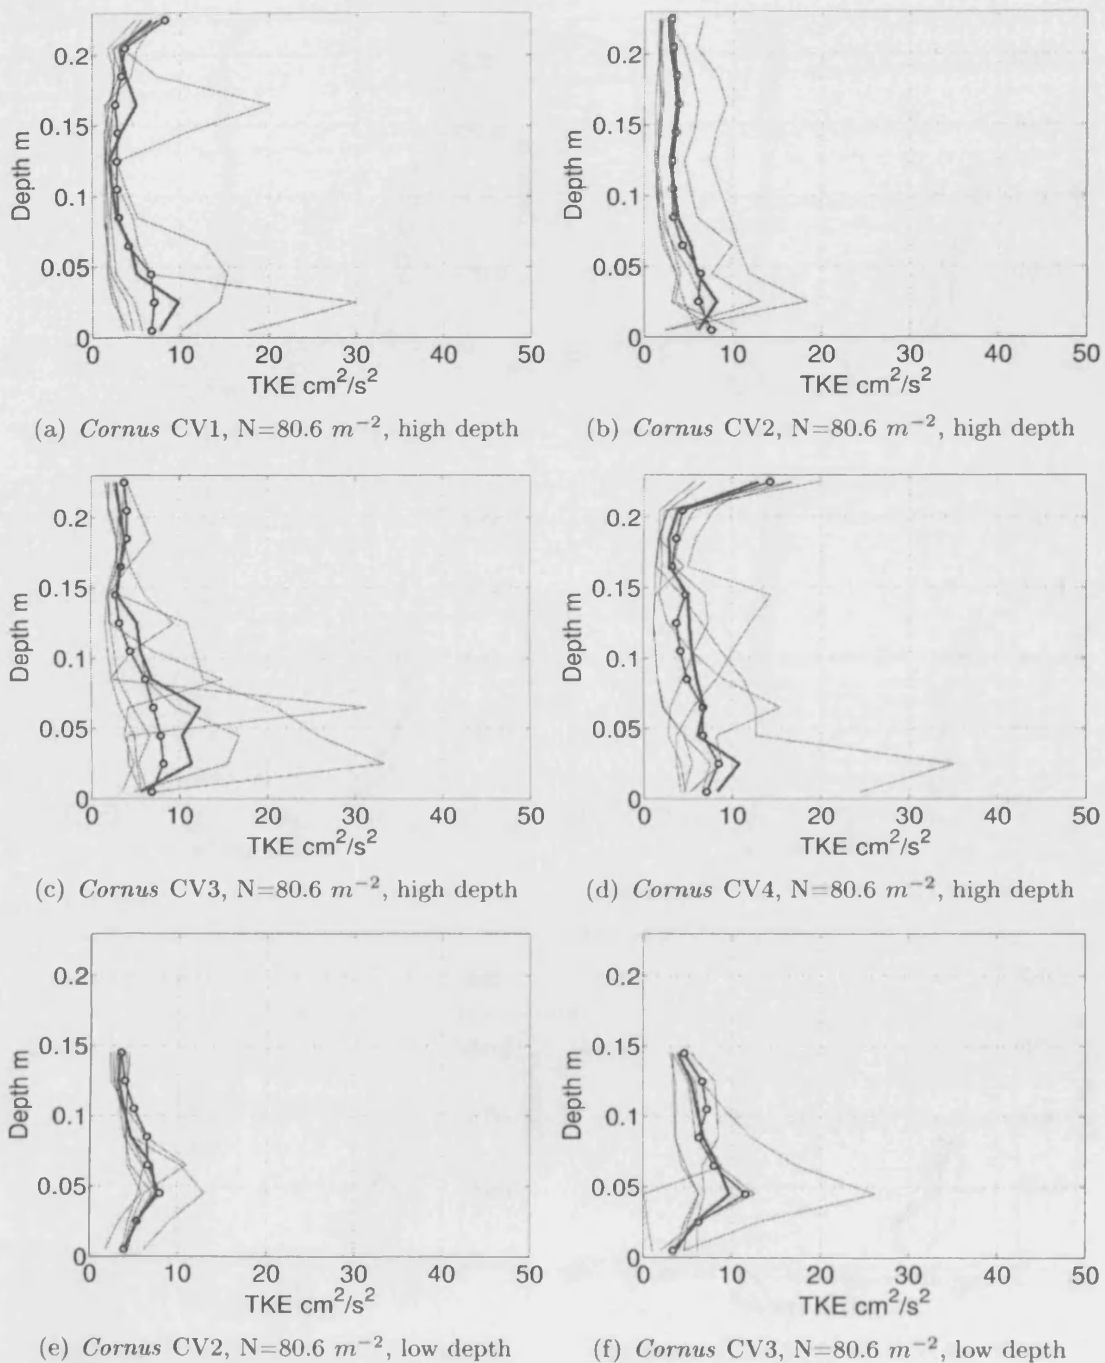 0.2
0.15
0.1
0.05
0
Depth m
0 10 20 30 40 50
TKE cm²/s²
(a) Cornus CV1, N=80.6 m⁻², high depth
0.2
0.15
0.1
0.05
0
Depth m
0 10 20 30 40 50
TKE cm²/s²
(b) Cornus CV2, N=80.6 m⁻², high depth
0.2
0.15
0.1
0.05
0
Depth m
0 10 20 30 40 50
TKE cm²/s²
(c) Cornus CV3, N=80.6 m⁻², high depth
0.2
0.15
0.1
0.05
0
Depth m
0 10 20 30 40 50
TKE cm²/s²
(d) Cornus CV4, N=80.6 m⁻², high depth
0.2
0.15
0.1
0.05
0
Depth m
0 10 20 30 40 50
TKE cm²/s²
(e) Cornus CV2, N=80.6 m⁻², low depth
0.2
0.15
0.1
0.05
0
Depth m
0 10 20 30 40 50
TKE cm²/s²
(f) Cornus CV3, N=80.6 m⁻², low depth